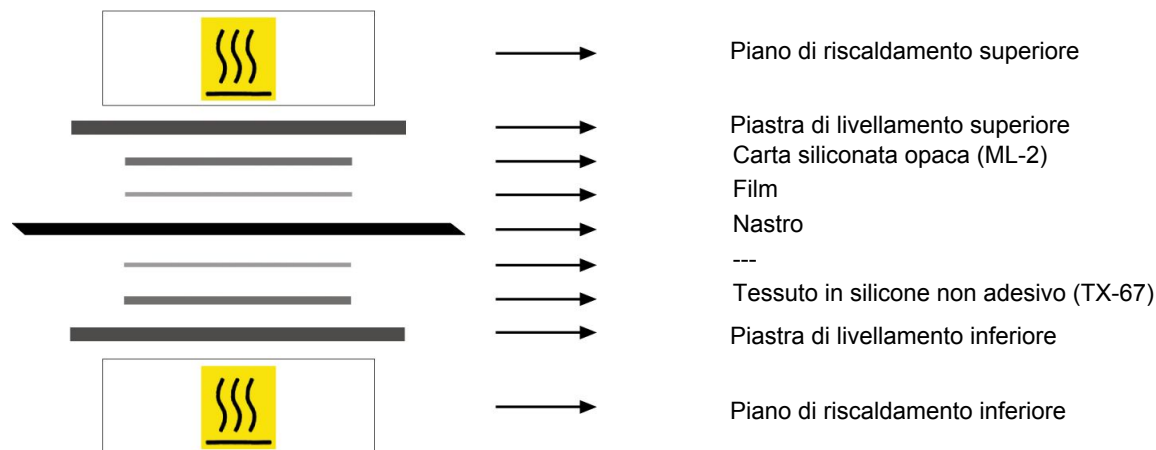 Piano di riscaldamento superiore
Piastra di livellamento superiore
Carta siliconata opaca (ML-2)
Film
Nastro
---
Tessuto in silicone non adesivo (TX-67)
Piastra di livellamento inferiore
Piano di riscaldamento inferiore